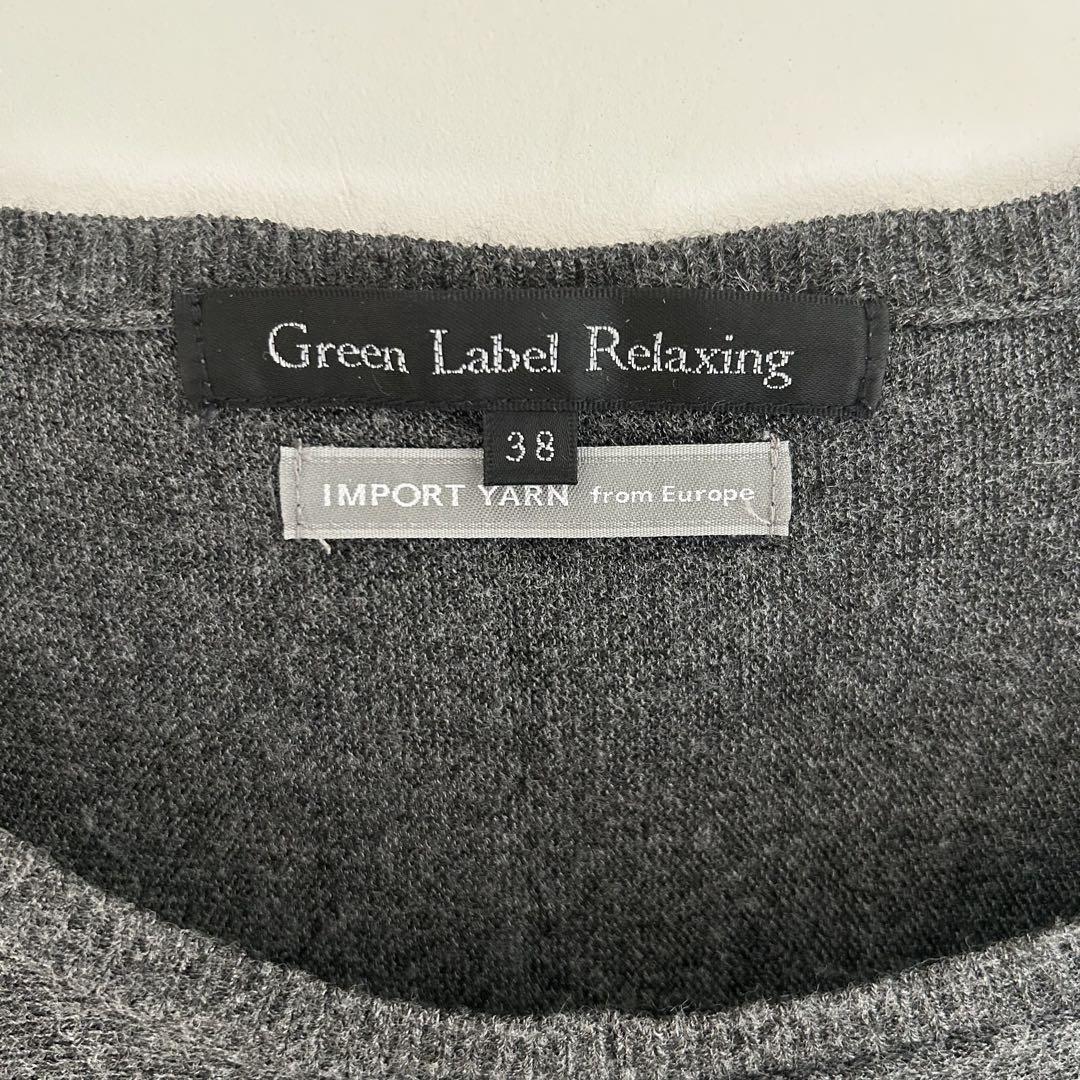 Green Label Relaxing
38
IMPORT YARN from Europe